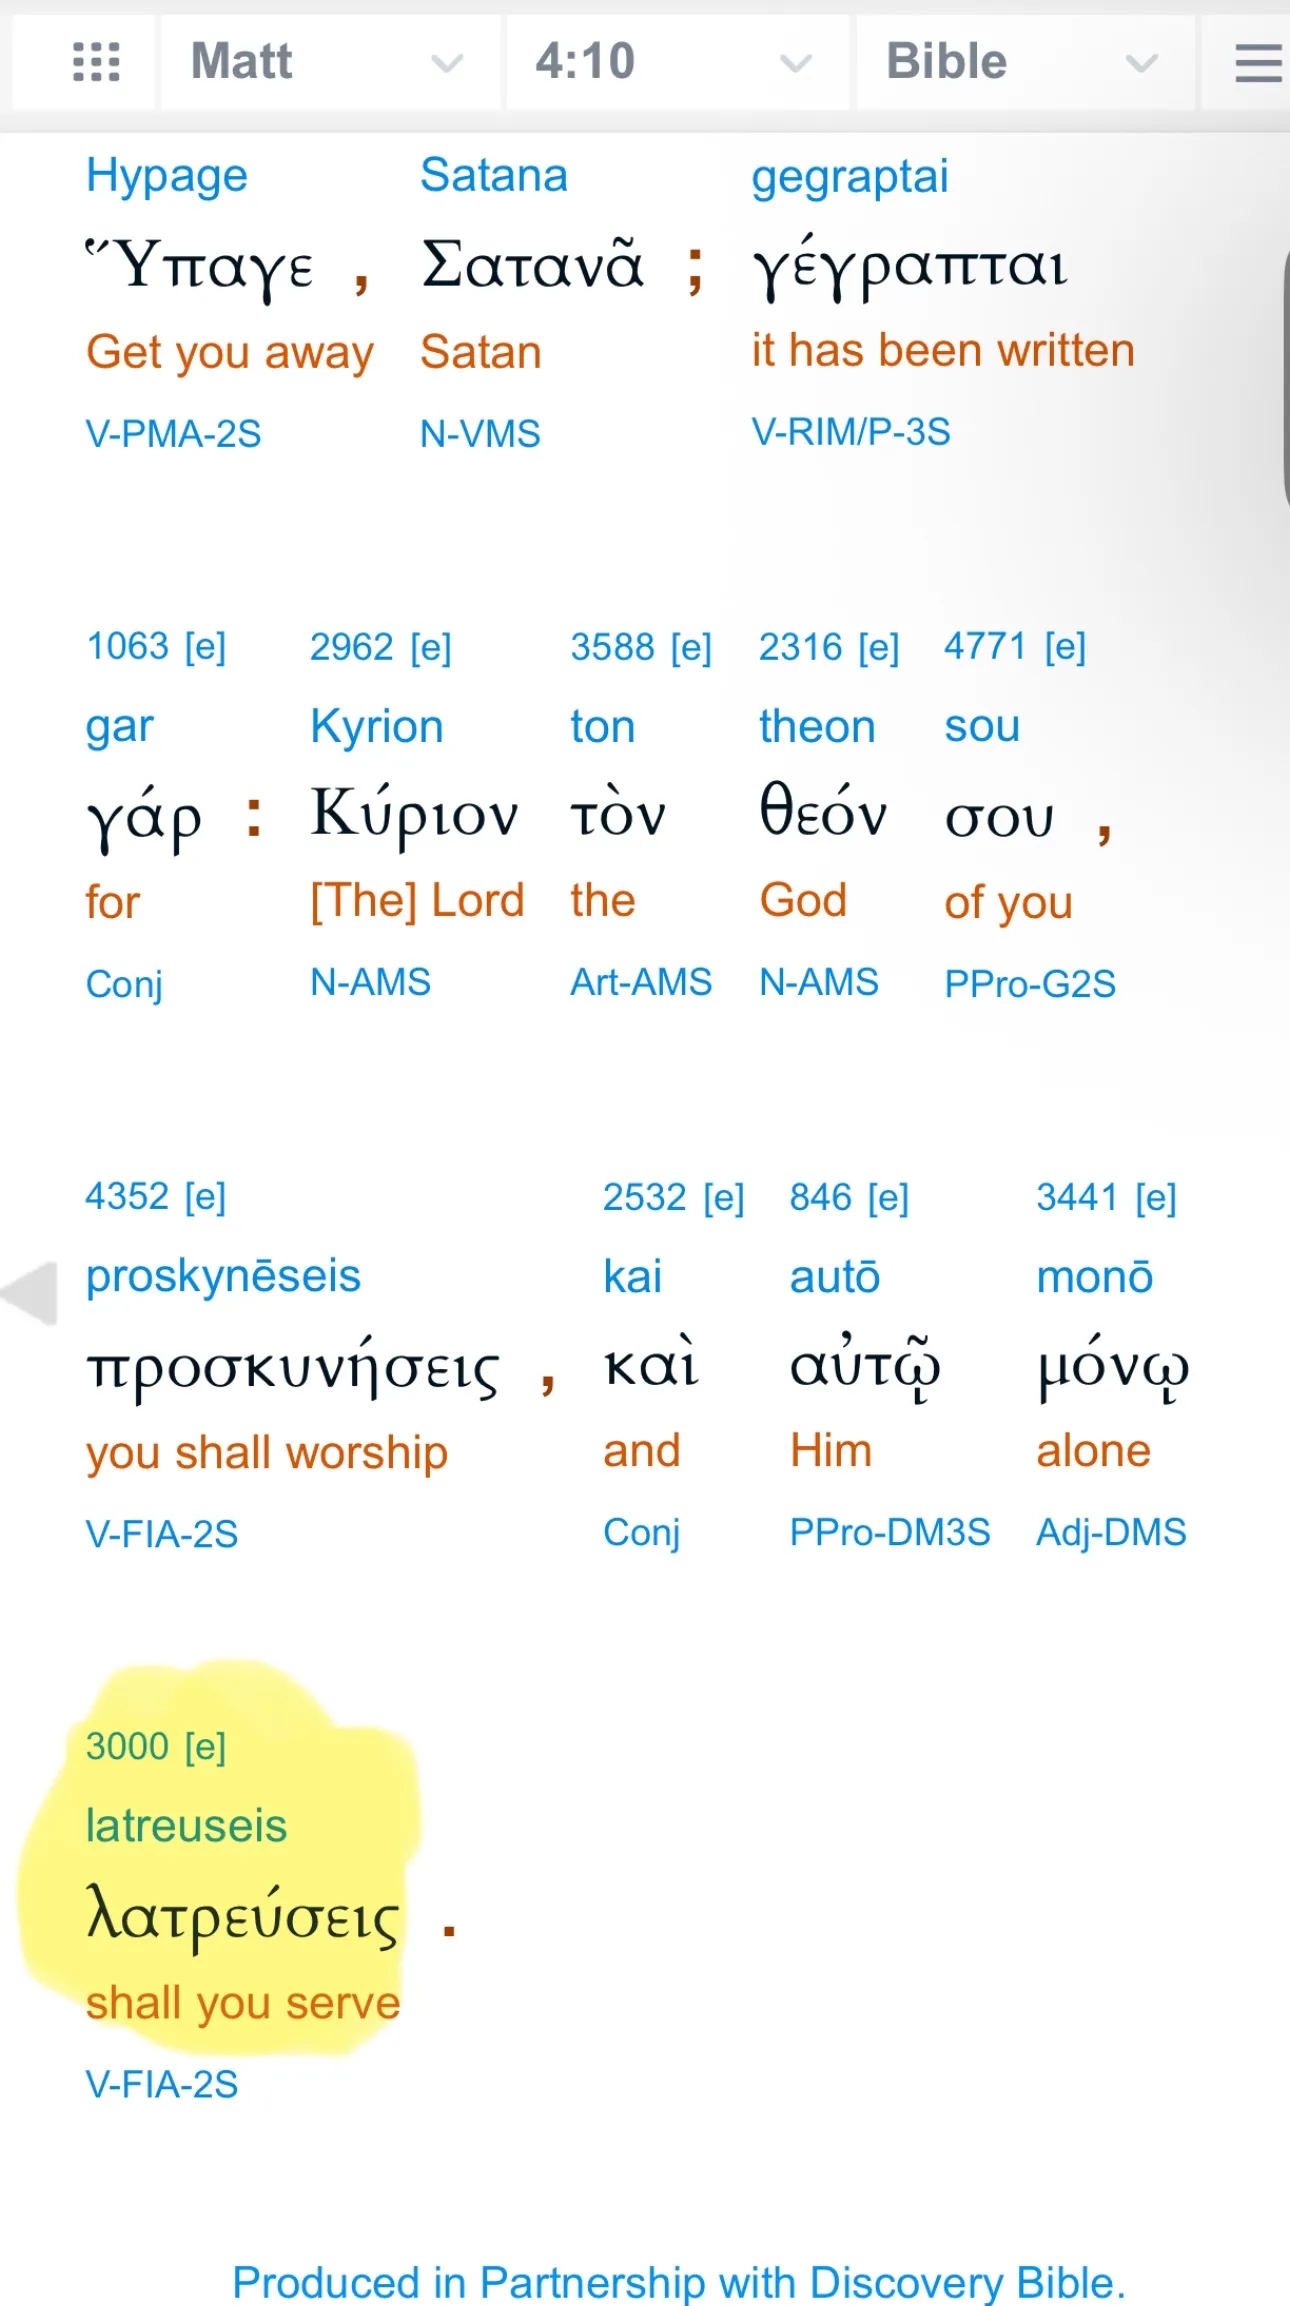 Matt 4:10 Bible
Hypage Satana gegraptai
Ὕπαγε , Σατανᾶ ; γέγραπται
Get you away Satan it has been written
V-PMA-2S N-VMS V-RIM/P-3S
1063 [e] 2962 [e] 3588 [e] 2316 [e] 4771 [e]
gar Kyrion ton theon sou
γάρ : Κύριον τὸν θεόν σου ,
for [The] Lord the God of you
Conj N-AMS Art-AMS N-AMS PPro-G2S
4352 [e] 2532 [e] 846 [e] 3441 [e]
proskynēseis kai autō monō
προσκυνήσεις , καὶ αὐτῷ μόνῳ
you shall worship and Him alone
V-FIA-2S Conj PPro-DM3S Adj-DMS
3000 [e]
latreuseis
λατρεύσεις .
shall you serve
V-FIA-2S
Produced in Partnership with Discovery Bible.